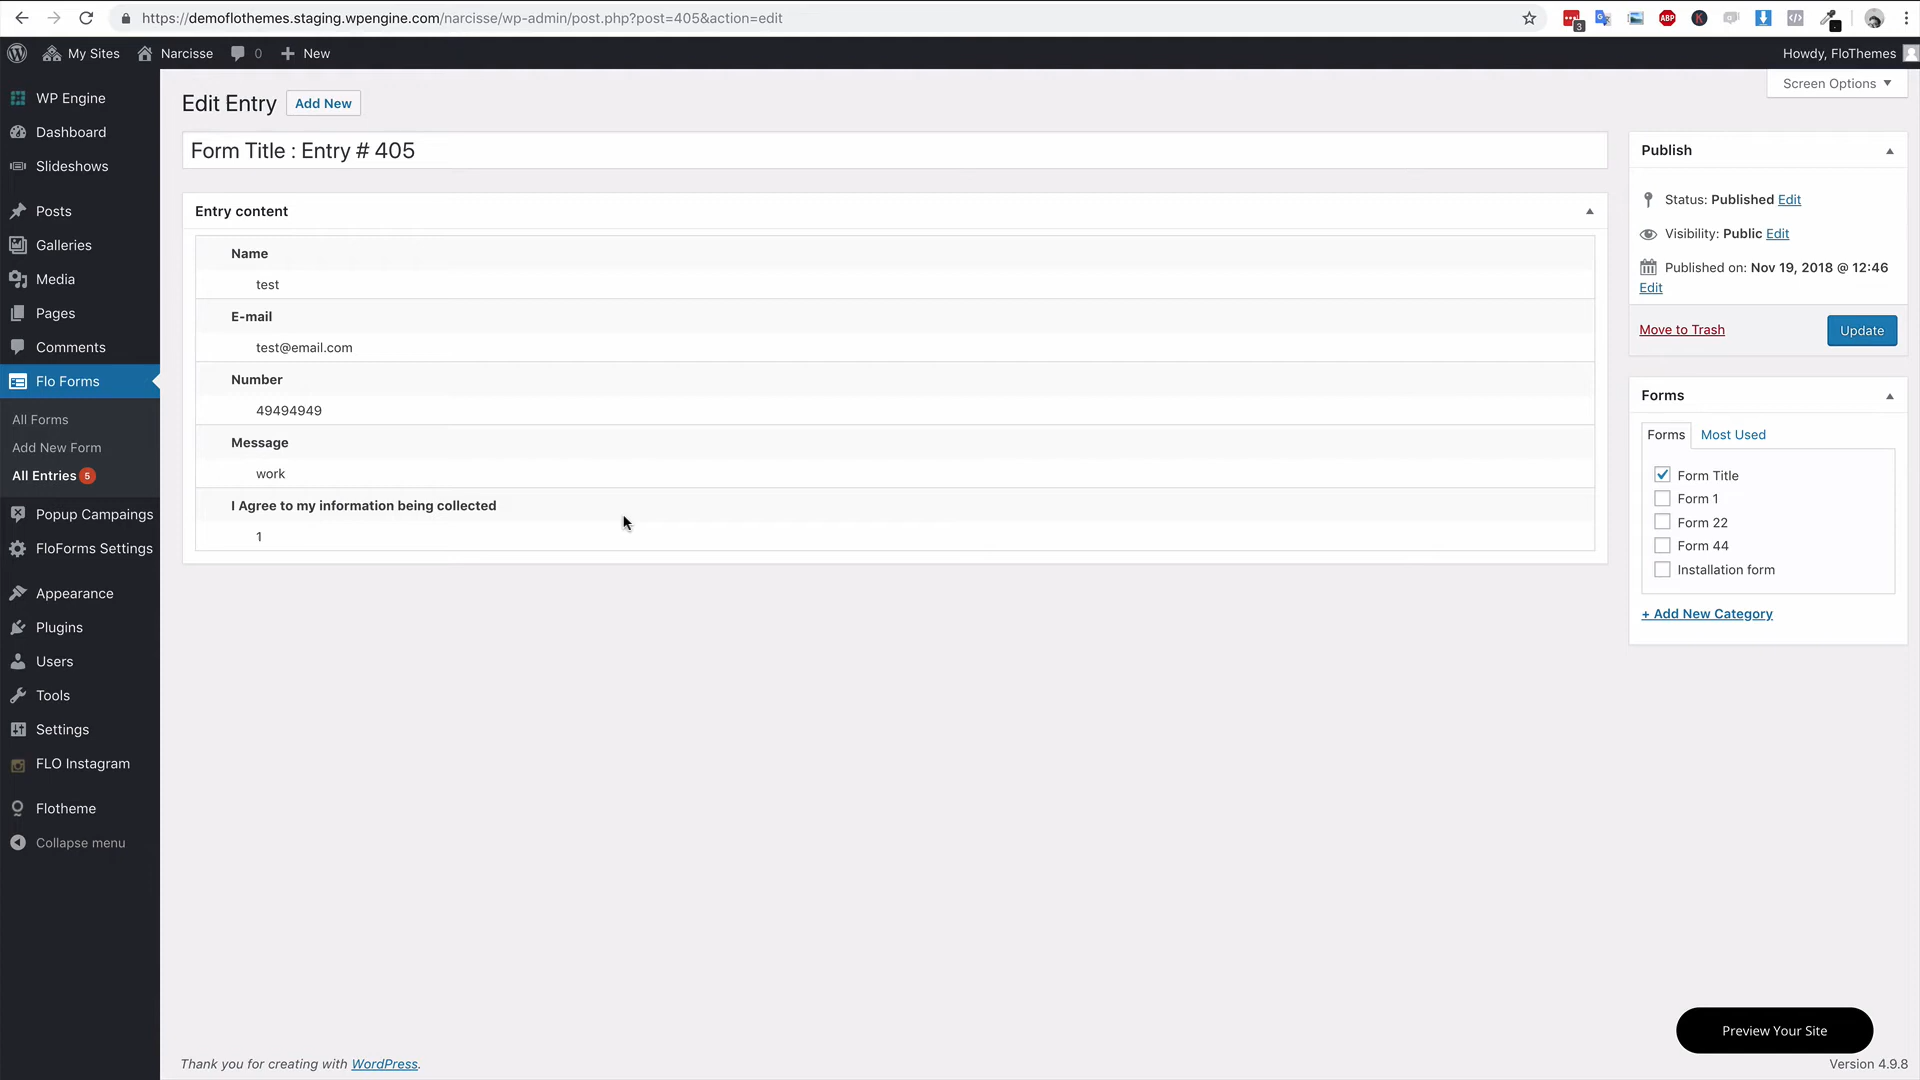 https://demoflothemes.staging.wpengine.com/narcisse/wp-admin/post.php?post=405&action=edit
ABP
K
3
My Sites
Narcisse
0
New
Howdy, FloThemes
Screen Options
WP Engine
Dashboard
Slideshows
Posts
Galleries
Media
Pages
Comments
Flo Forms
All Forms
Add New Form
All Entries 5
Popup Campaings
FloForms Settings
Appearance
Plugins
Users
Tools
Settings
FLO Instagram
Flotheme
Collapse menu
Edit Entry
Add New
Form Title : Entry # 405
Entry content
Name
test
E-mail
test@email.com
Number
49494949
Message
work
I Agree to my information being collected
1
Publish
Status: Published Edit
Visibility: Public Edit
Published on: Nov 19, 2018 @ 12:46
Edit
Move to Trash
Update
Forms
Forms
Most Used
Form Title
Form 1
Form 22
Form 44
Installation form
+ Add New Category
Preview Your Site
Thank you for creating with WordPress.
Version 4.9.8